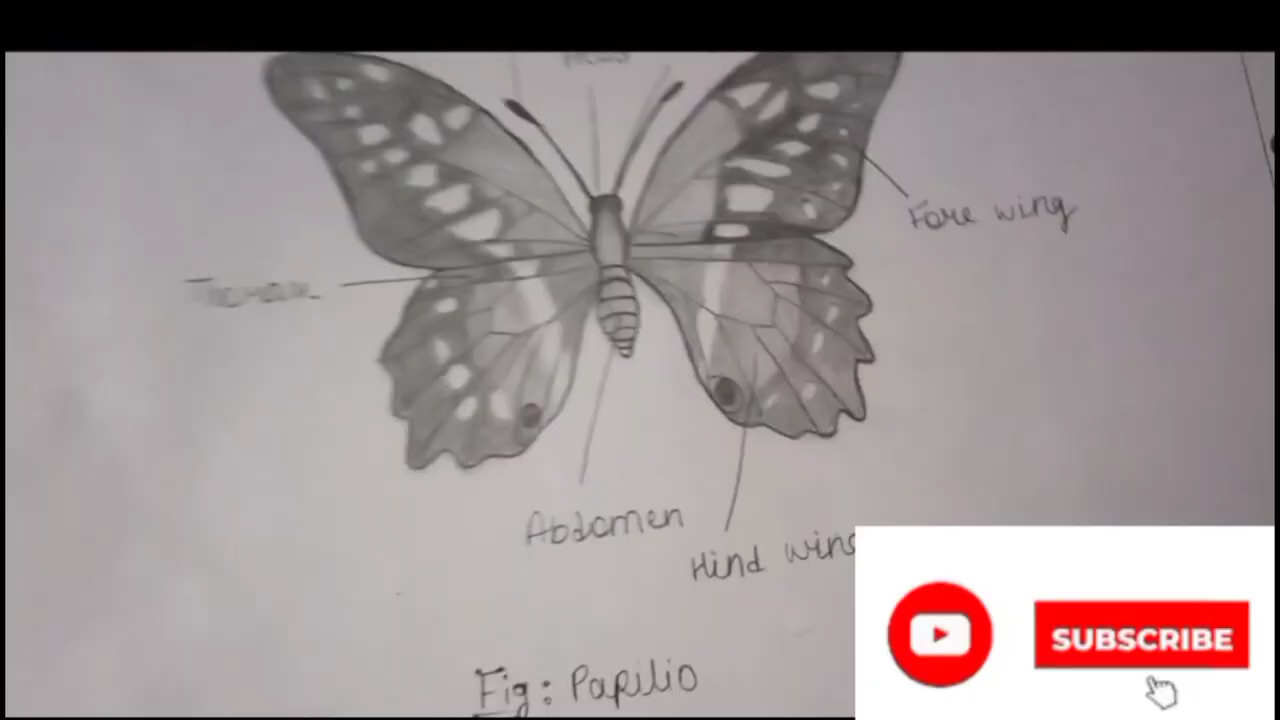 Fore wing
Abdomen
Hind wing
SUBSCRIBE
Fig: Papilio